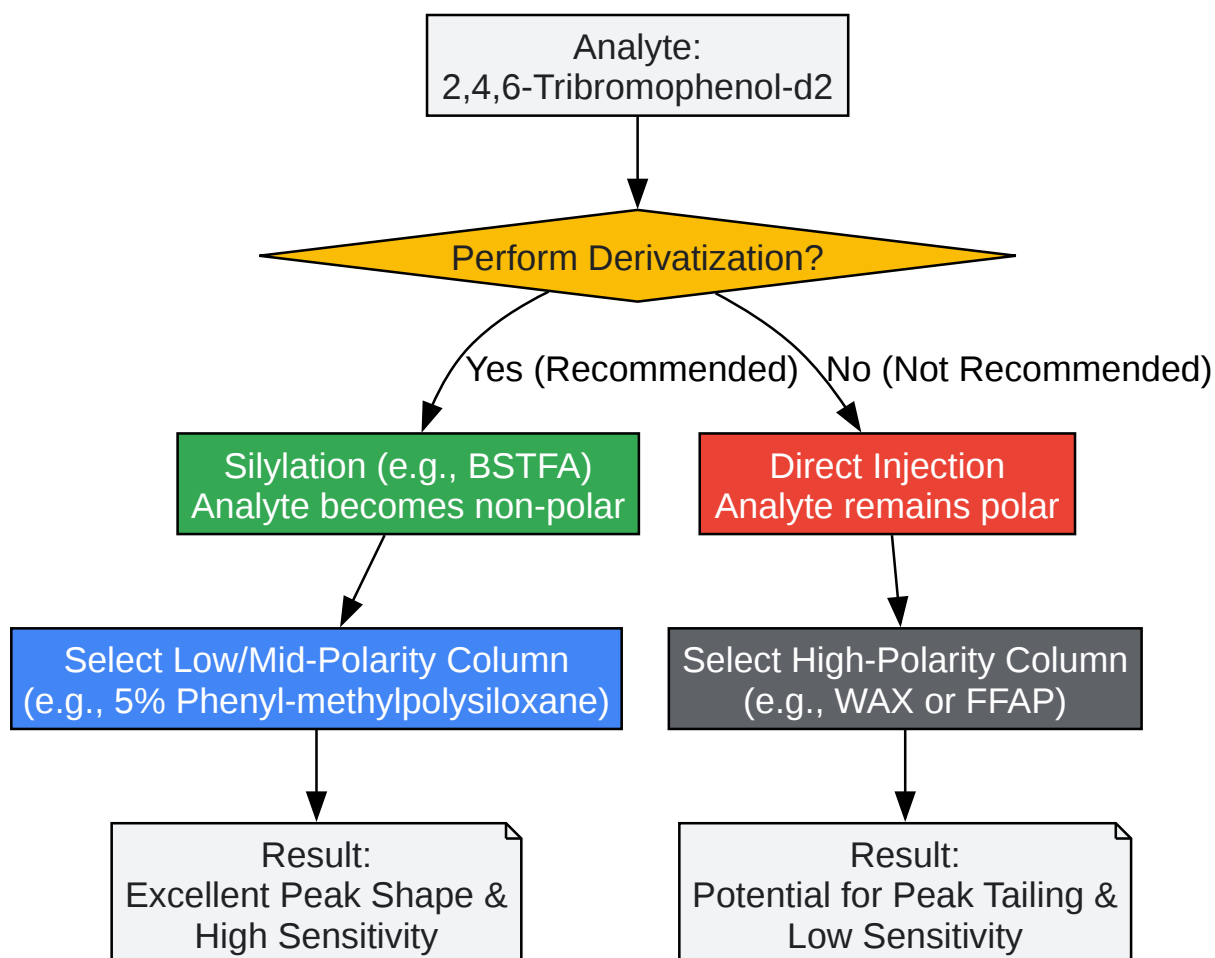 Analyte:
2,4,6-Tribromophenol-d2
Perform Derivatization?
Yes (Recommended)
No (Not Recommended)
Silylation (e.g., BSTFA)
Analyte becomes non-polar
Direct Injection
Analyte remains polar
Select Low/Mid-Polarity Column
(e.g., 5% Phenyl-methylpolysiloxane)
Select High-Polarity Column
(e.g., WAX or FFAP)
Result:
Excellent Peak Shape &
High Sensitivity
Result:
Potential for Peak Tailing &
Low Sensitivity